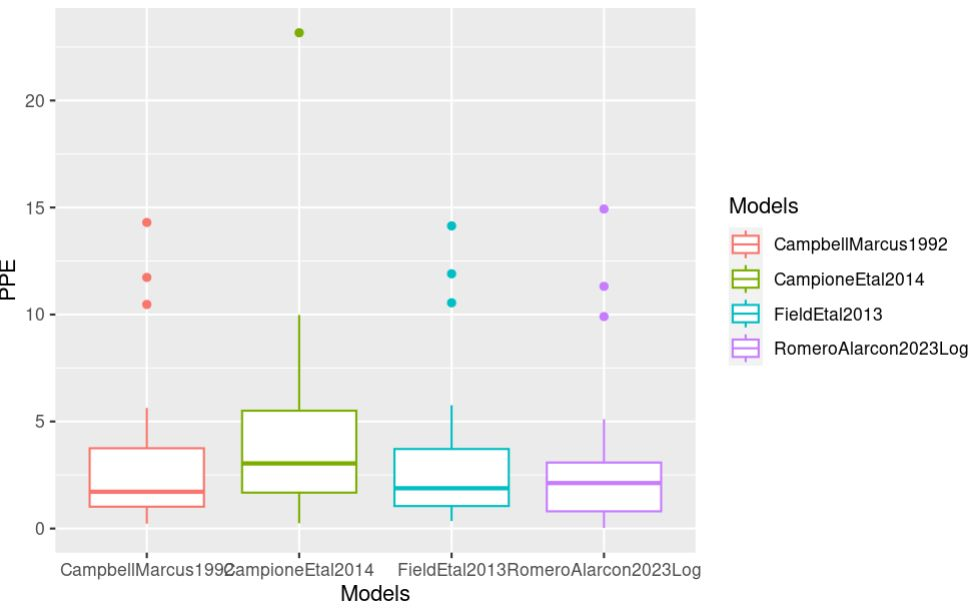 PPE
20
15
10
5
0
CampbellMarcus1992
CampioneEtal2014
FieldEtal2013
RomeroAlarcon2023Log
Models
Models
CampbellMarcus1992
CampioneEtal2014
FieldEtal2013
RomeroAlarcon2023Log